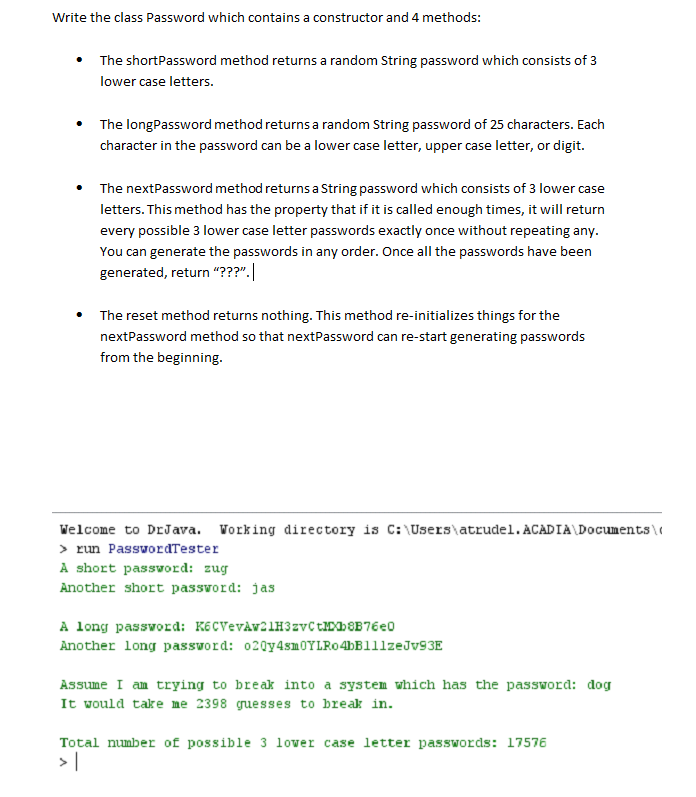 Write the class Password which contains a constructor and 4 methods:
• The shortPassword method returns a random String password which consists of 3
lower case letters.
• The longPassword method returns a random String password of 25 characters. Each
character in the password can be a lower case letter, upper case letter, or digit.
• The nextPassword method returns a String password which consists of 3 lower case
letters. This method has the property that if it is called enough times, it will return
every possible 3 lower case letter passwords exactly once without repeating any.
You can generate the passwords in any order. Once all the passwords have been
generated, return “???”.
• The reset method returns nothing. This method re-initializes things for the
nextPassword method so that nextPassword can re-start generating passwords
from the beginning.
Welcome to DrJava. Working directory is C:\Users\atrudel.ACADIA\Documents\
> run PasswordTester
A short password: zug
Another short password: jas
A long password:
Another long password:
Assume I am trying to break into a system which has the password: dog
It would take me 2398 guesses to break in.
Total number of possible 3 lower case letter passwords: 17576
>